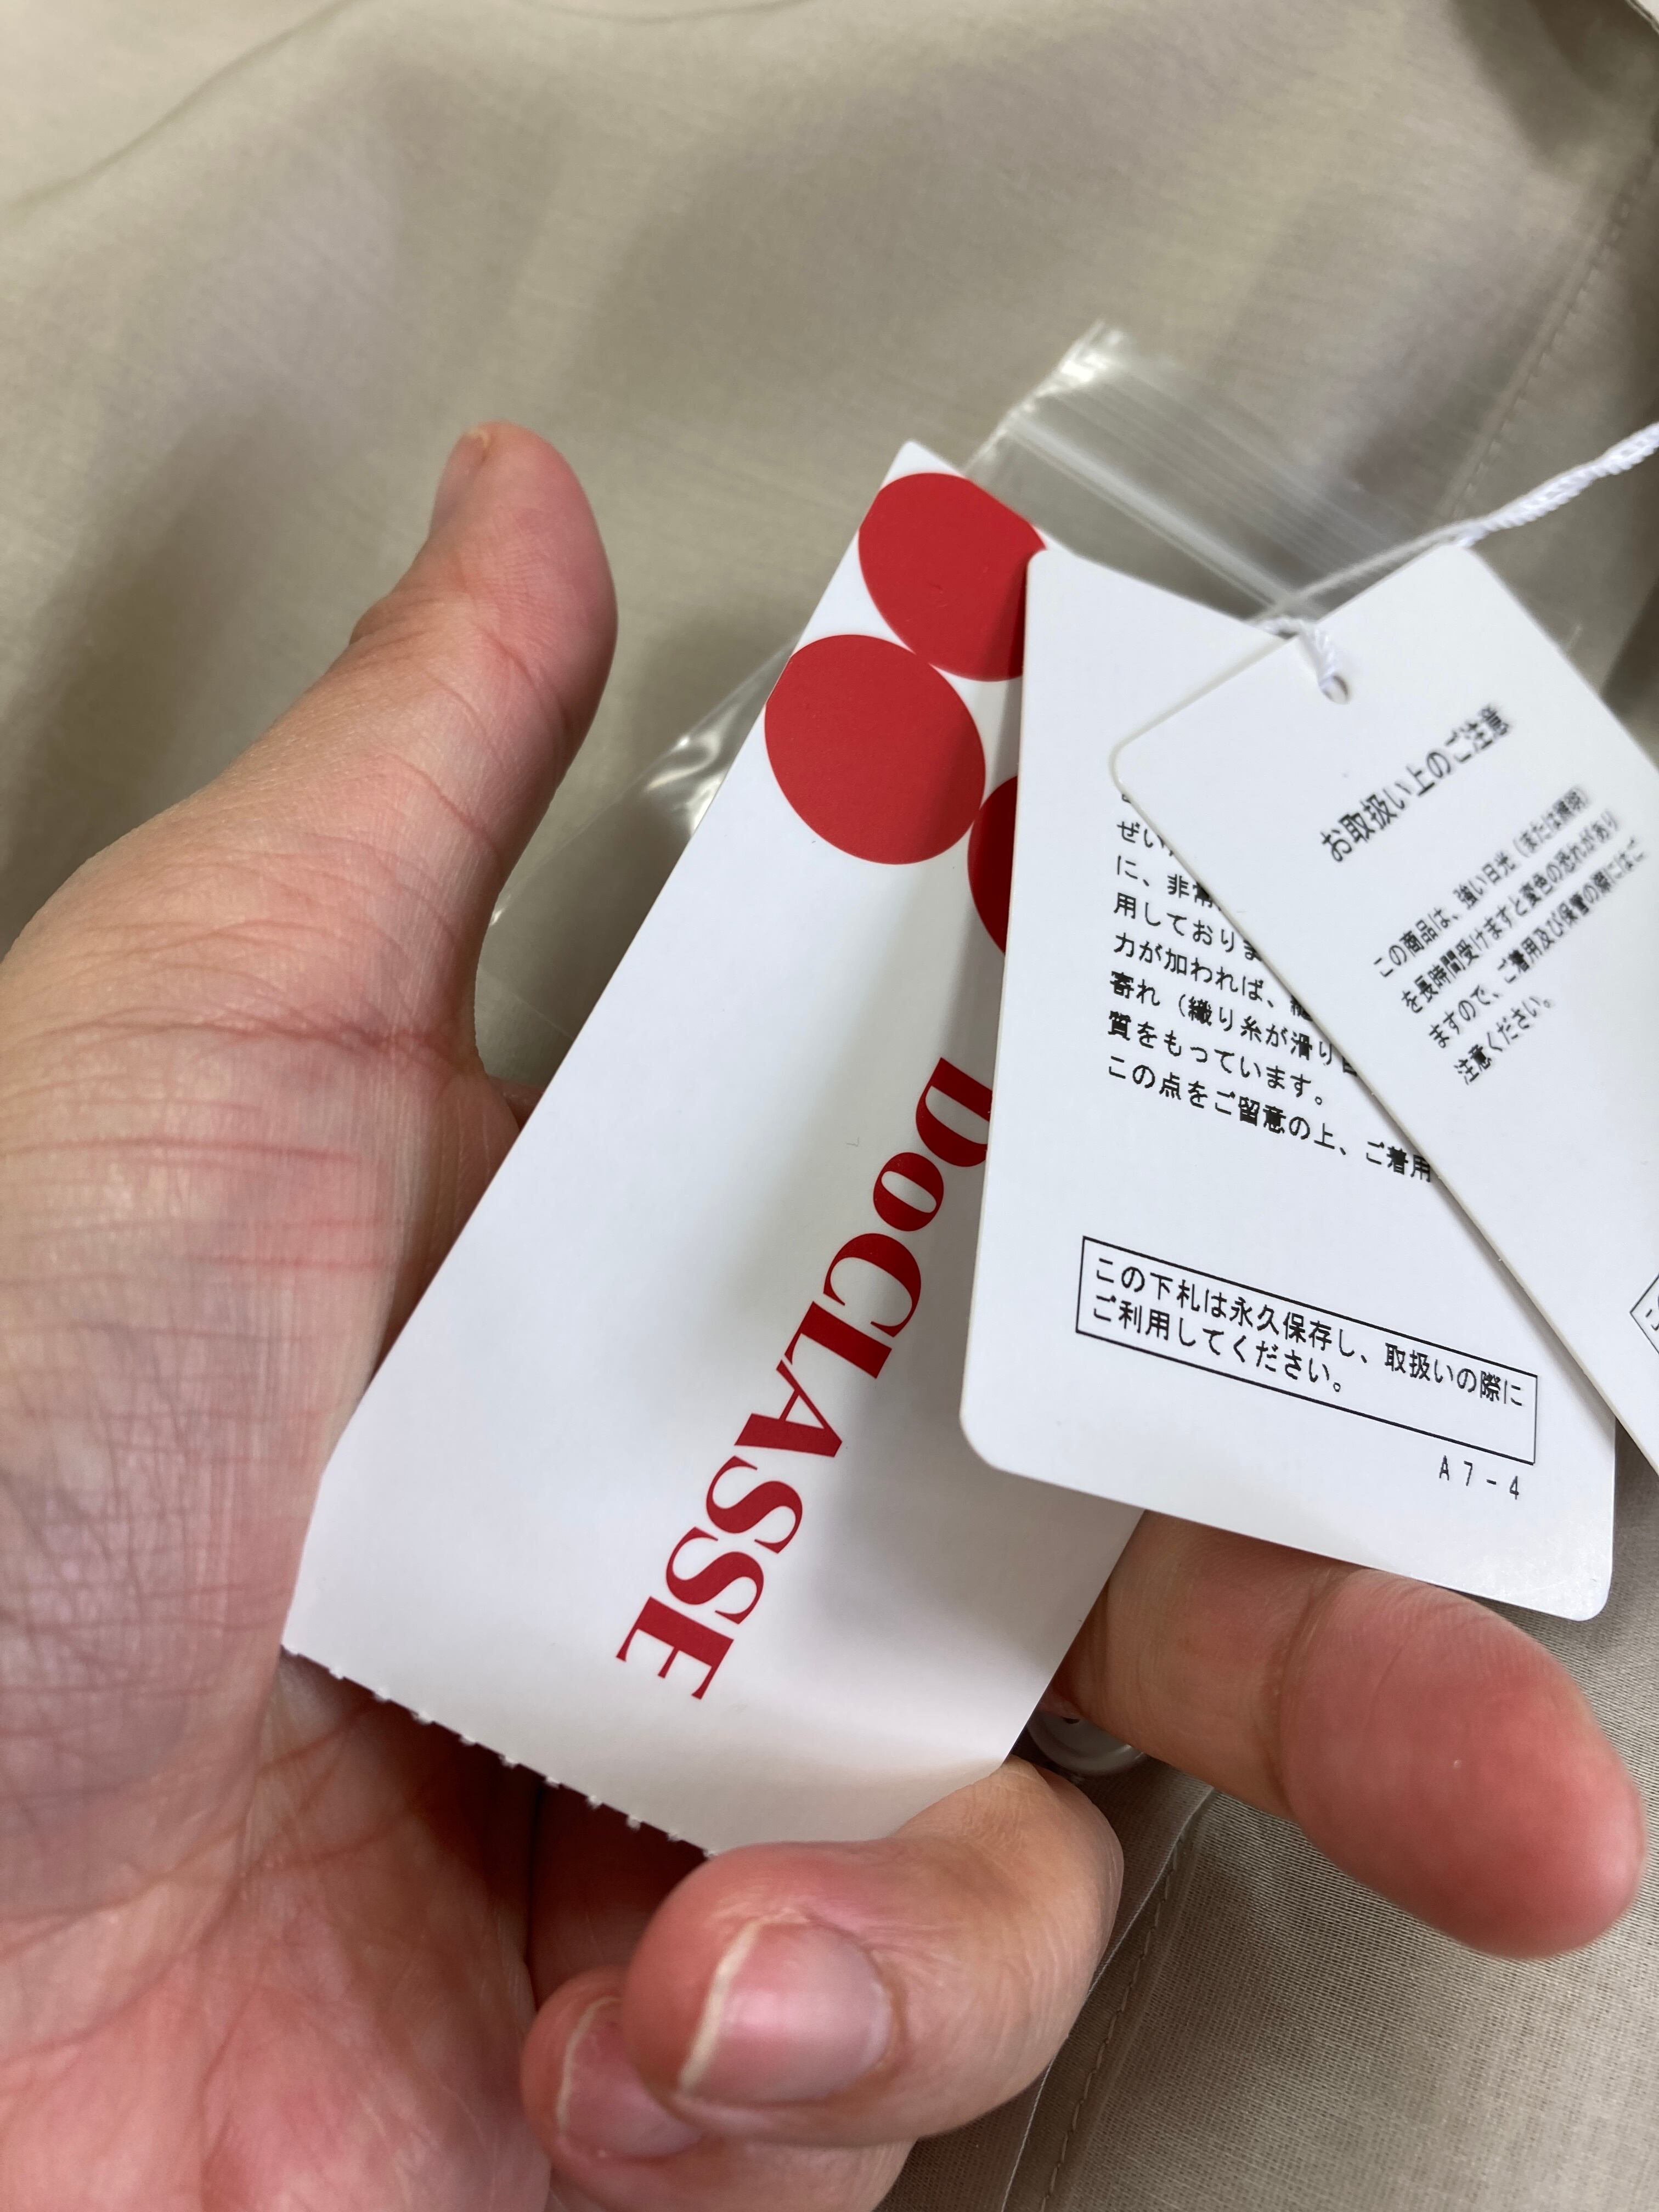 DoCLASSE
ぜい
に、非常
用しておりま
力が加われば、縫
寄れ（織り糸が滑り
質をもっています。
この点をご留意の上、ご着用
この下札は永久保存し、取扱いの際に
ご利用してください。
A7-4
お取扱い上のご注意
この商品は、強い日光（または照明）
を長時間受けますと変色の恐れがあり
ますので、ご着用及び保管の際にはご
注意ください。